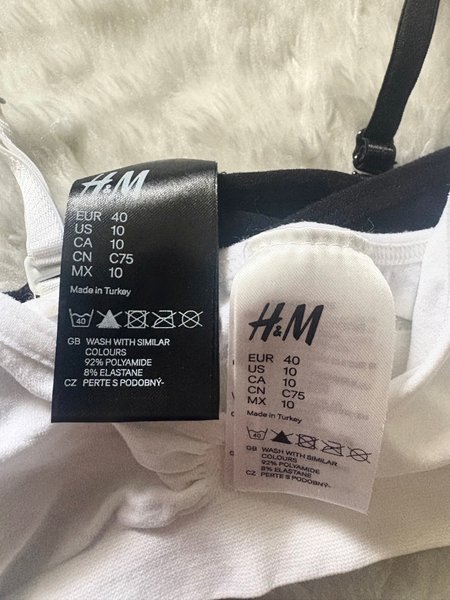 H&M
EUR 40
US 10
CA 10
CN C75
MX 10
Made in Turkey
40
GB WASH WITH SIMILAR
COLOURS
92% POLYAMIDE
8% ELASTANE
CZ PERTE S PODOBNÝ-
H&M
EUR 40
US 10
CA 10
CN C75
MX 10
Made in Turkey
40
GB WASH WITH SIMILAR
COLOURS
92% POLYAMIDE
8% ELASTANE
CZ PERTE S PODOBNÝ-